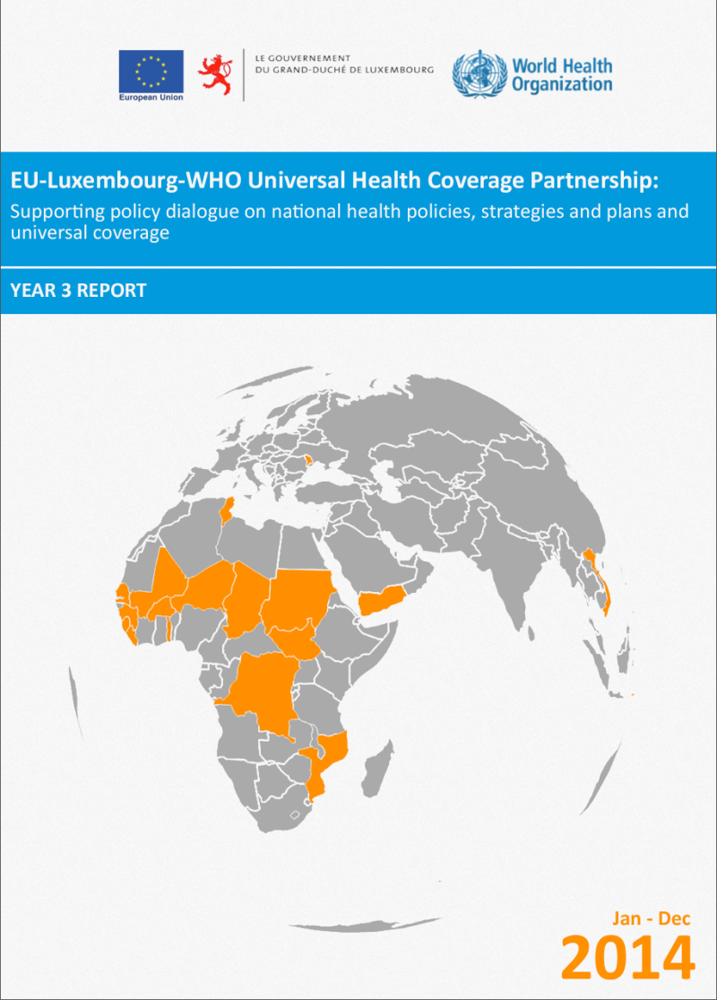 LE GOUVERNEMENT
DU GRAND-DUCHÉ DE LUXEMBOURG
European Union
World Health
Organization
EU-Luxembourg-WHO Universal Health Coverage Partnership:
Supporting policy dialogue on national health policies, strategies and plans and
universal coverage
YEAR 3 REPORT
Jan - Dec
2014